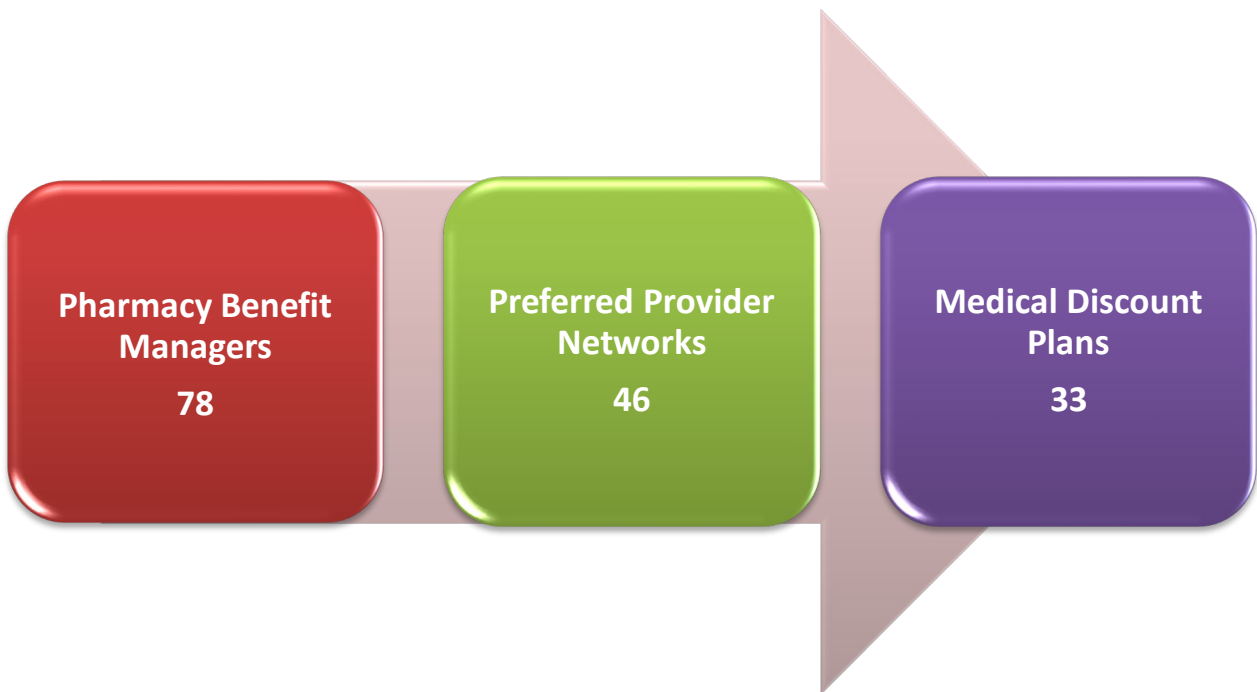 Pharmacy Benefit
Managers
78
Preferred Provider
Networks
46
Medical Discount
Plans
33